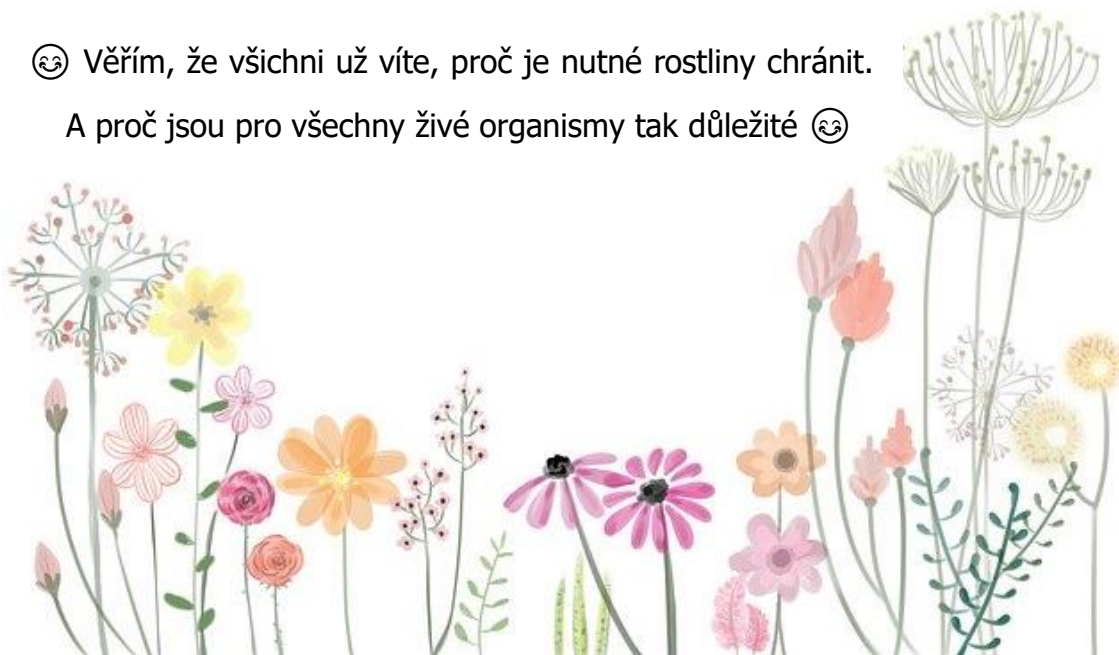 😊 Věřím, že všichni už víte, proč je nutné rostliny chránit.
A proč jsou pro všechny živé organismy tak důležité 😊